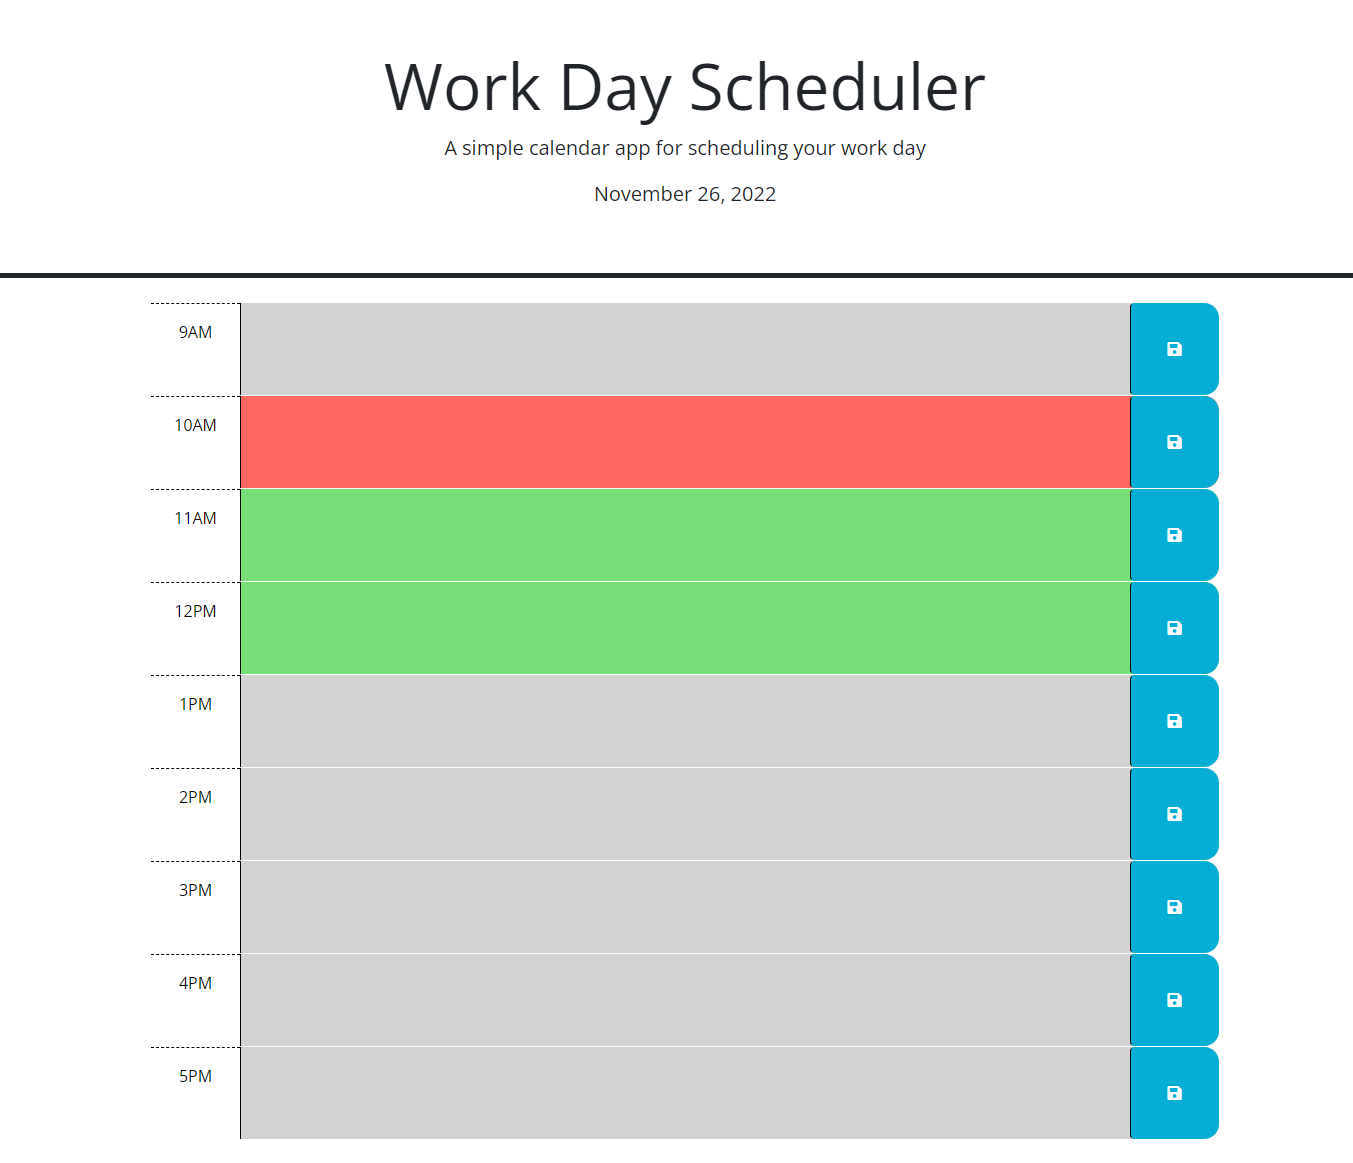 Work Day Scheduler
A simple calendar app for scheduling your work day
November 26, 2022
9AM
10AM
11AM
12PM
1PM
2PM
3PM
4PM
5PM